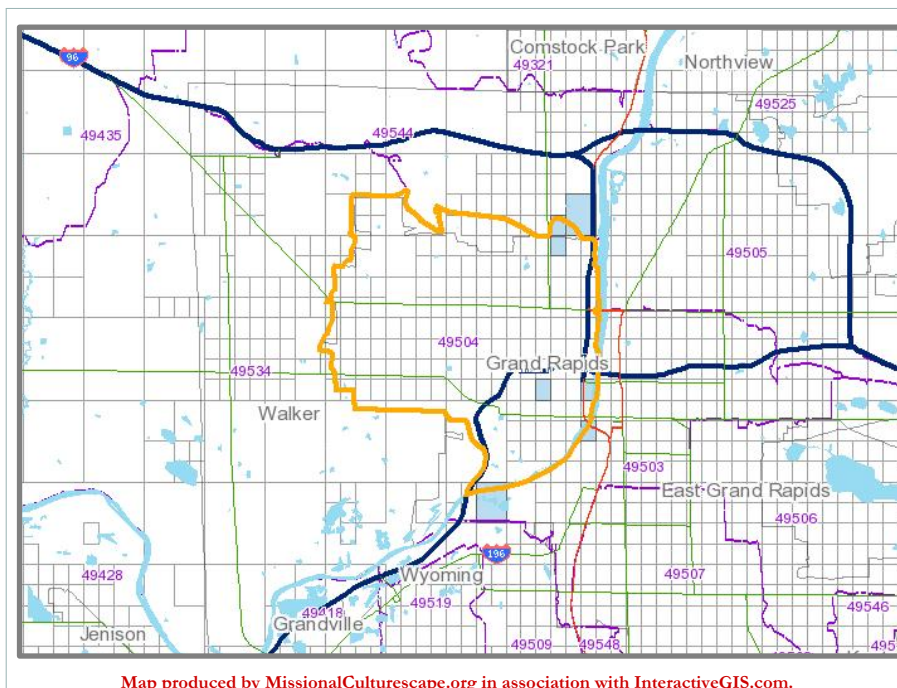 Comstock Park
96
49321
Northview
49525
49435
49544
49505
49504
Grand Rapids
49534
Walker
49503
East Grand Rapids
49506
196
49428
Wyoming
49507
49519
49418
Grandville
49546
Jenison
49509
49548
Map produced by MissionalCulturescape.org in association with InteractiveGIS.com.